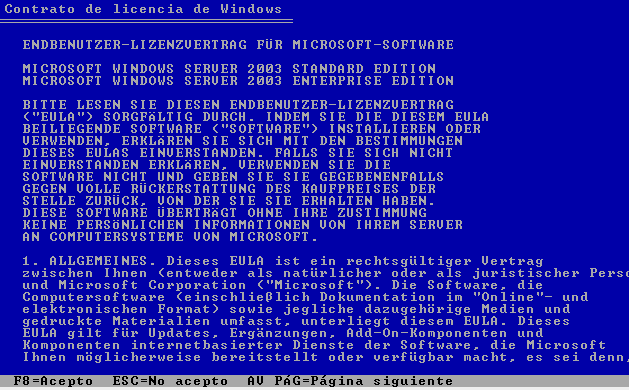 Contrato de licencia de Windows
ENDBENUTZER-LIZENZVERTRAG FÜR MICROSOFT-SOFTWARE
MICROSOFT WINDOWS SERVER 2003 STANDARD EDITION
MICROSOFT WINDOWS SERVER 2003 ENTERPRISE EDITION
BITTE LESEN SIE DIESEN ENDBENUTZER-LIZENZVERTRAG
("EULA") SORGFäLTIG DURCH. INDEM SIE DIE DIESEM EULA
BEILIEGENDE SOFTWARE ("SOFTWARE") INSTALLIEREN ODER
VERWENDEN, ERKLäREN SIE SICH MIT DEN BESTIMMUNGEN
DIESES EULAS EINVERSTANDEN. FALLS SIE SICH NICHT
EINVERSTANDEN ERKLäREN, VERWENDEN SIE DIE
SOFTWARE NICHT UND GEBEN SIE SIE GEGEBENENFALLS
GEGEN VOLLE RÜCKERSTATTUNG DES KAUFPREISES DER
STELLE ZURÜCK, VON DER SIE SIE ERHALTEN HABEN.
DIESE SOFTWARE ÜBERTRäGT OHNE IHRE ZUSTIMMUNG
KEINE PERSöNLICHEN INFORMATIONEN VON IHREM SERVER
AN COMPUTERSYSTEME VON MICROSOFT.
1. ALLGEMEINES. Dieses EULA ist ein rechtsgültiger Vertrag
zwischen Ihnen (entweder als natürlicher oder als juristischer Perso
und Microsoft Corporation ("Microsoft"). Die Software, die
Computersoftware (einschließlich Dokumentation im "Online"- und
elektronischen Format) sowie jegliche dazugehörige Medien und
gedruckte Materialien umfasst, unterliegt diesem EULA. Dieses
EULA gilt für Updates, Ergänzungen, Add-On-Komponenten und
Komponenten internetbasierter Dienste der Software, die Microsoft
Ihnen möglicherweise bereitstellt oder verfügbar macht, es sei denn,
F8=Acepto ESC=No acepto AV PáG=Página siguiente